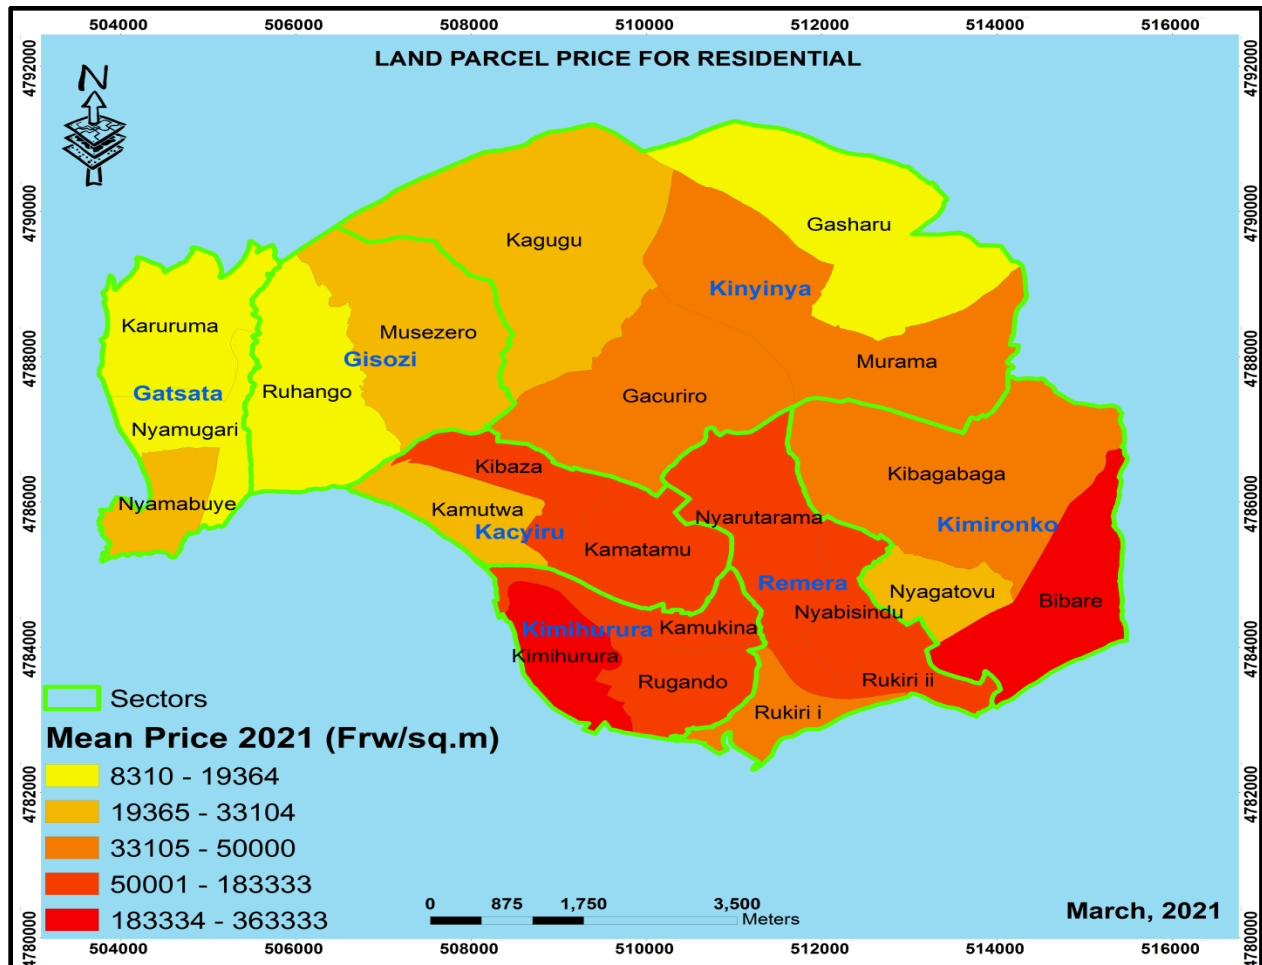 504000 506000 508000 510000 512000 514000 516000
LAND PARCEL PRICE FOR RESIDENTIAL
4792000 4792000
N
4790000 4790000
Gasharu
Kagugu
Kinyinya
Karuruma
Musezero
4788000 4788000
Gisozi
Murama
Gatsata
Ruhango
Gacuriro
Nyamugari
Kibaza
Kibagabaga
4786000 4786000
Nyamabuye
Kamutwa
Nyarutarama
Kacyiru
Kimironko
Kamatamu
Remera
Nyagatovu
Bibare
Nyabisindu
Kimihurura
Kamukina
4784000 4784000
Kimihurura
Rugando
Rukiri ii
Rukiri i
Sectors
Mean Price 2021 (Frw/sq.m)
8310 - 19364
19365 - 33104
33105 - 50000
50001 - 183333
183334 - 363333
4782000 4782000
0 875 1,750 3,500
Meters
March, 2021
4780000 4780000
504000 506000 508000 510000 512000 514000 516000